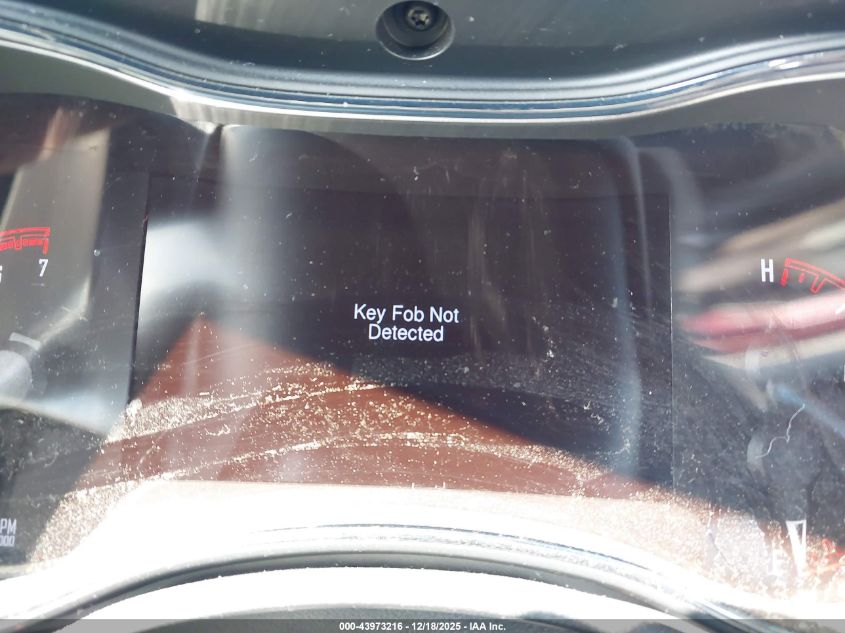 7
H
Key Fob Not
Detected
E
000-43973216 - 12/18/2025 - IAA Inc.